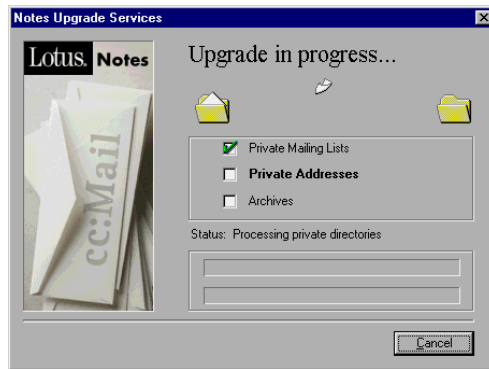 Notes Upgrade Services
Lotus. Notes
cc:Mail
Upgrade in progress...
Private Mailing Lists
Private Addresses
Archives
Status: Processing private directories
Cancel